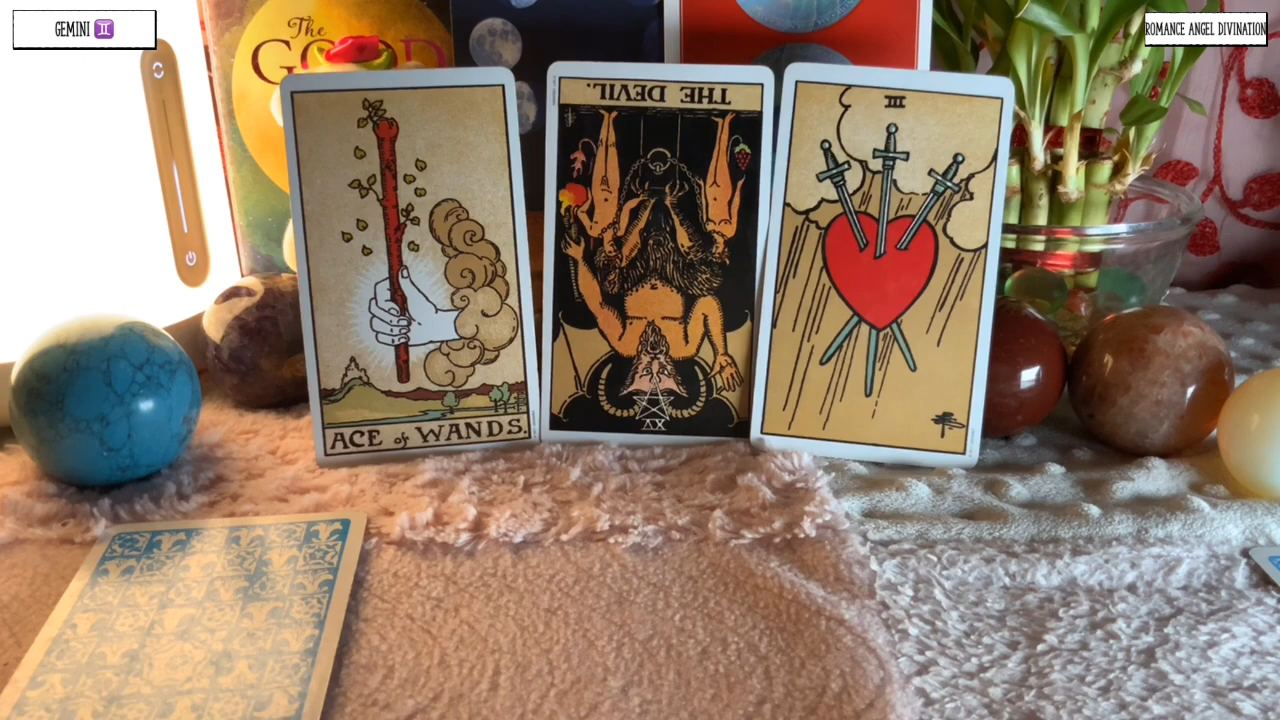 GEMINI ♊
ROMANCE ANGEL DIVINATION
The
GOOD
ACE of WANDS.
THE DEVIL.
XV
III